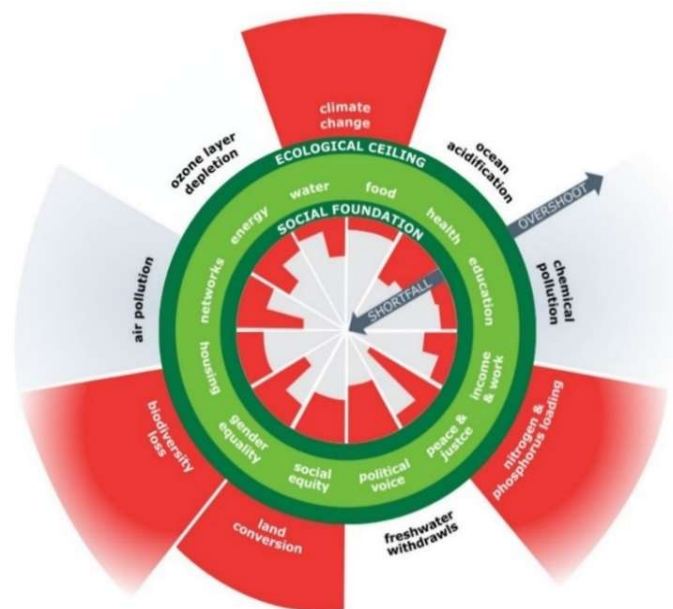 climate
change
ozone layer
depletion
ocean
acidification
ECOLOGICAL CEILING
OVERSHOOT
water
food
energy
health
SOCIAL FOUNDATION
networks
education
SHORTFALL
air pollution
chemical
pollution
housing
income
& work
gender
equality
peace &
justce
social
equity
political
voice
biodiversity
loss
nitrogen &
phosphorus loading
land
conversion
freshwater
withdrawls